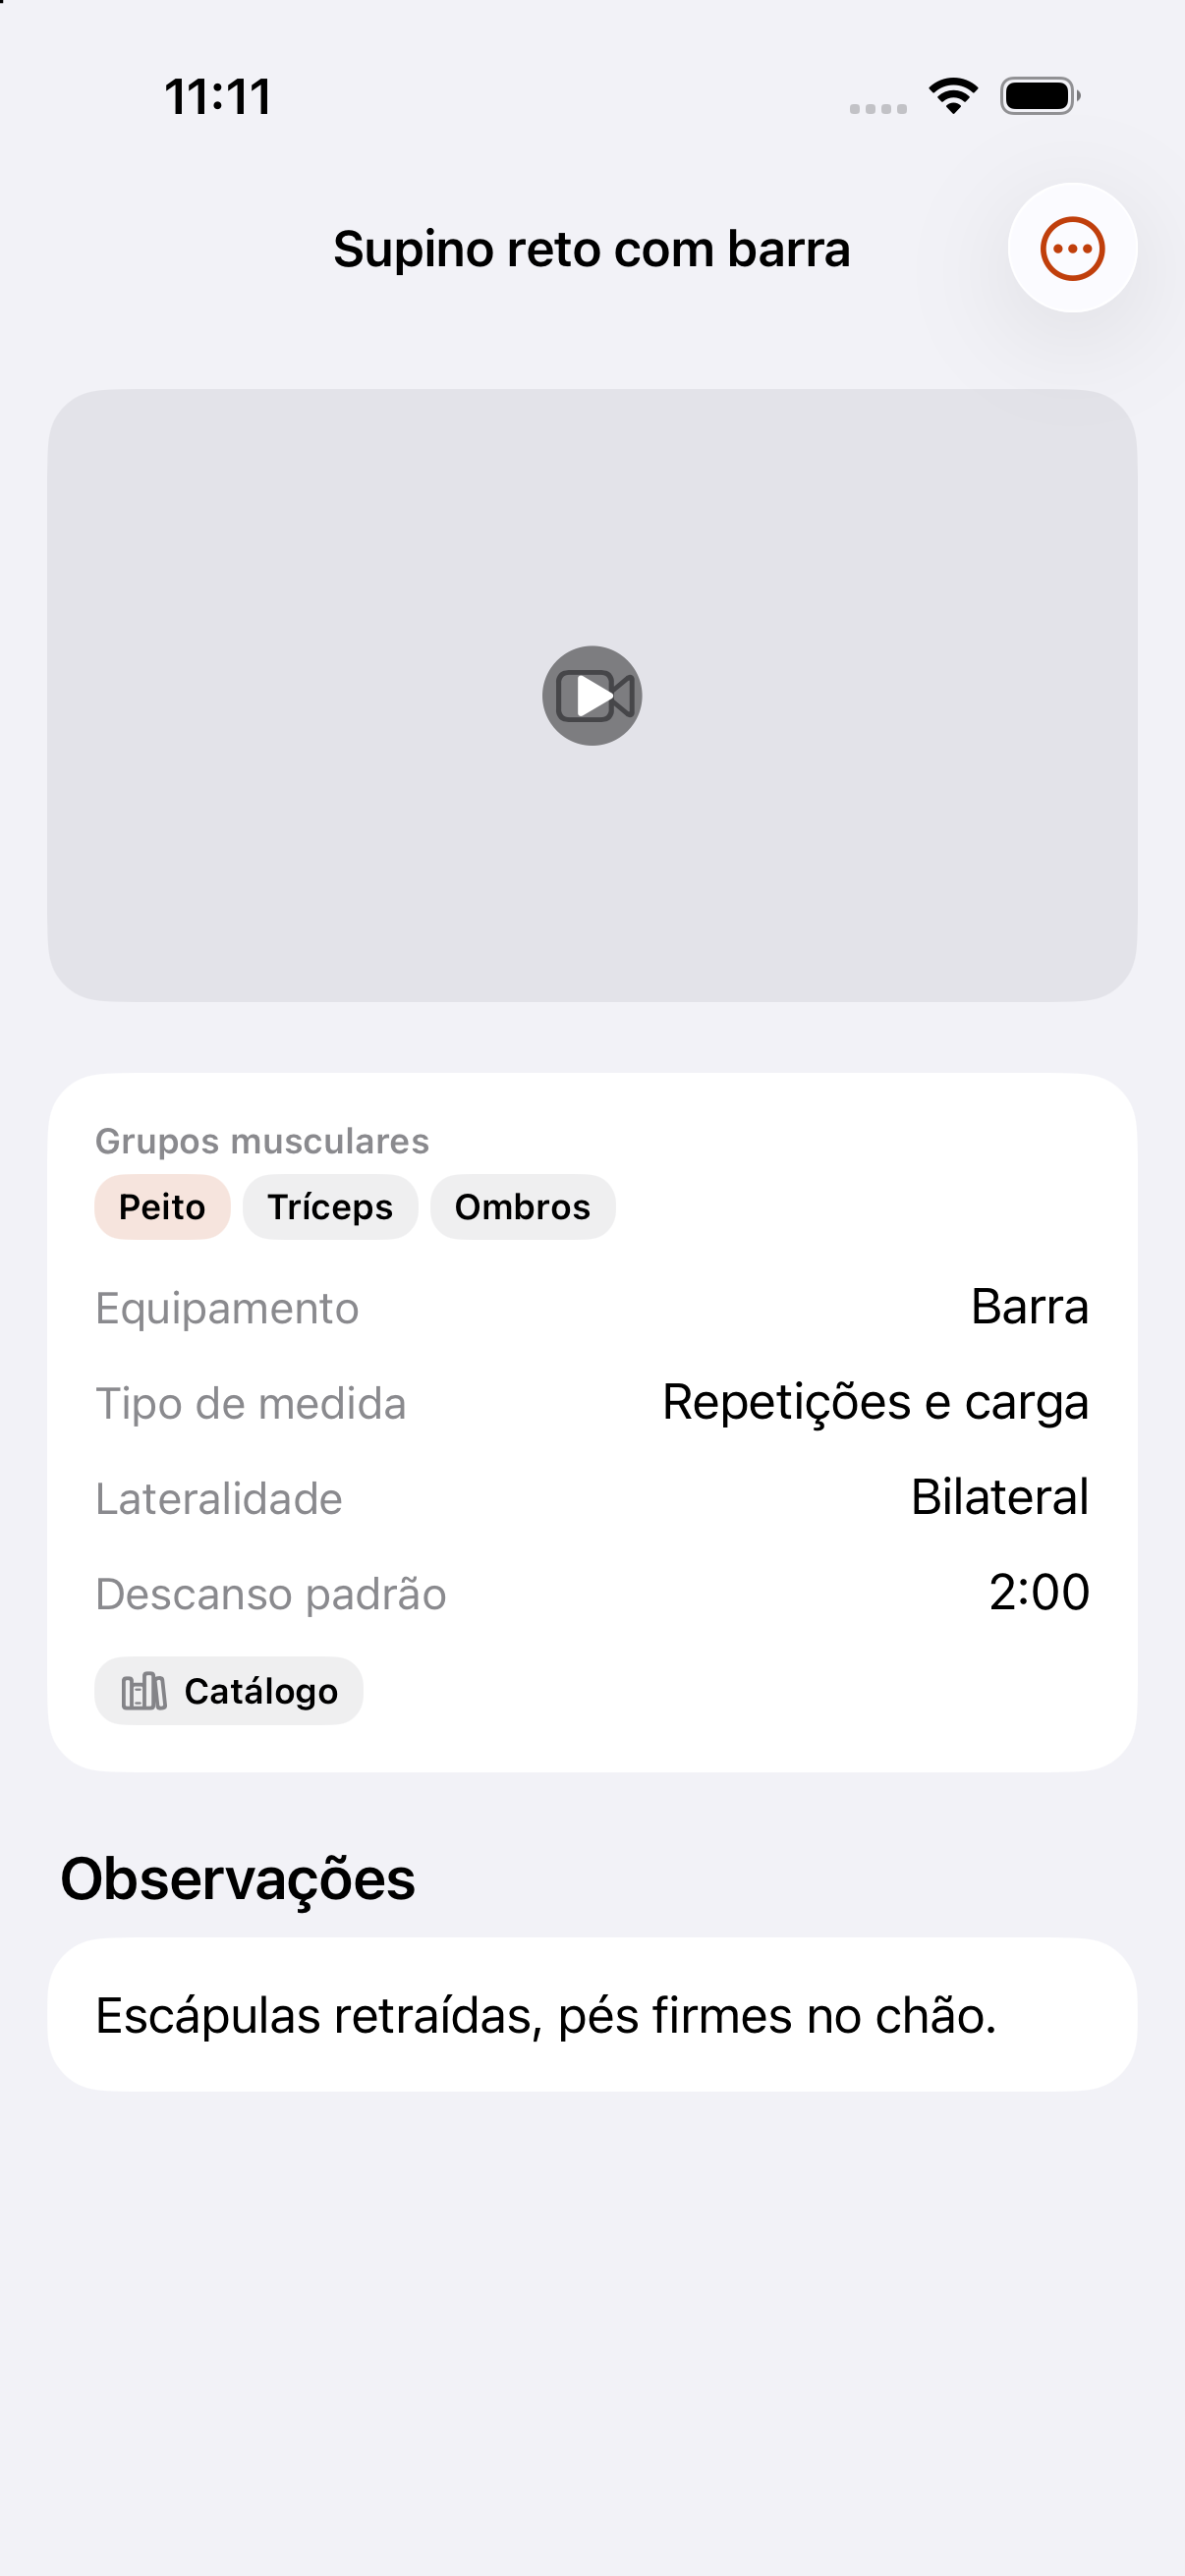 11:11
Supino reto com barra
Grupos musculares
Peito Tríceps Ombros
Equipamento Barra
Tipo de medida Repetições e carga
Lateralidade Bilateral
Descanso padrão 2:00
Catálogo
Observações
Escápulas retraídas, pés firmes no chão.